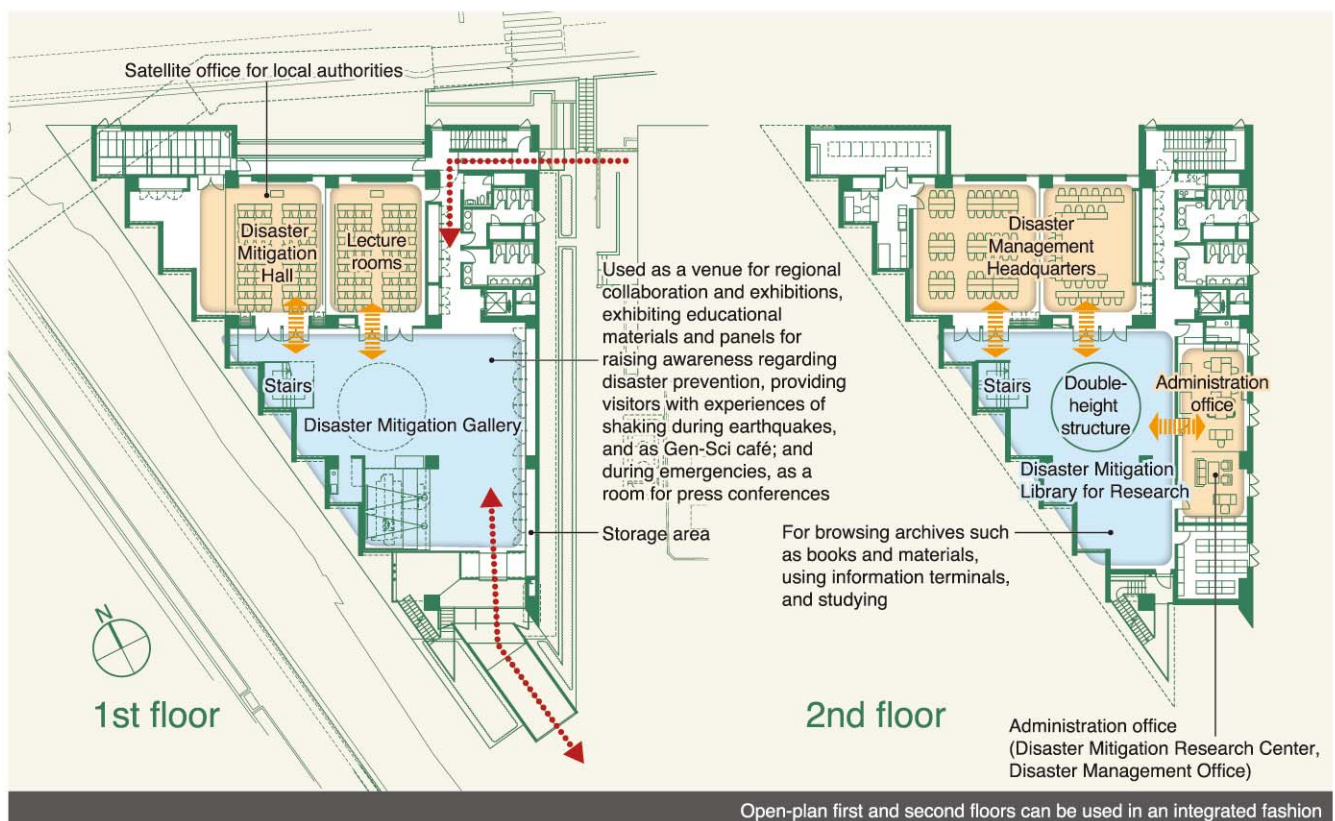 Satellite office for local authorities
Disaster
Mitigation
Hall
Lecture
rooms
Stairs
Disaster Mitigation Gallery
Used as a venue for regional
collaboration and exhibitions,
exhibiting educational
materials and panels for
raising awareness regarding
disaster prevention, providing
visitors with experiences of
shaking during earthquakes,
and as Gen-Sci café; and
during emergencies, as a
room for press conferences
Storage area
N
1st floor
Disaster
Management
Headquarters
Stairs
Double-
height
structure
Administration
office
Disaster Mitigation
Library for Research
For browsing archives such
as books and materials,
using information terminals,
and studying
2nd floor
Administration office
(Disaster Mitigation Research Center,
Disaster Management Office)
Open-plan first and second floors can be used in an integrated fashion